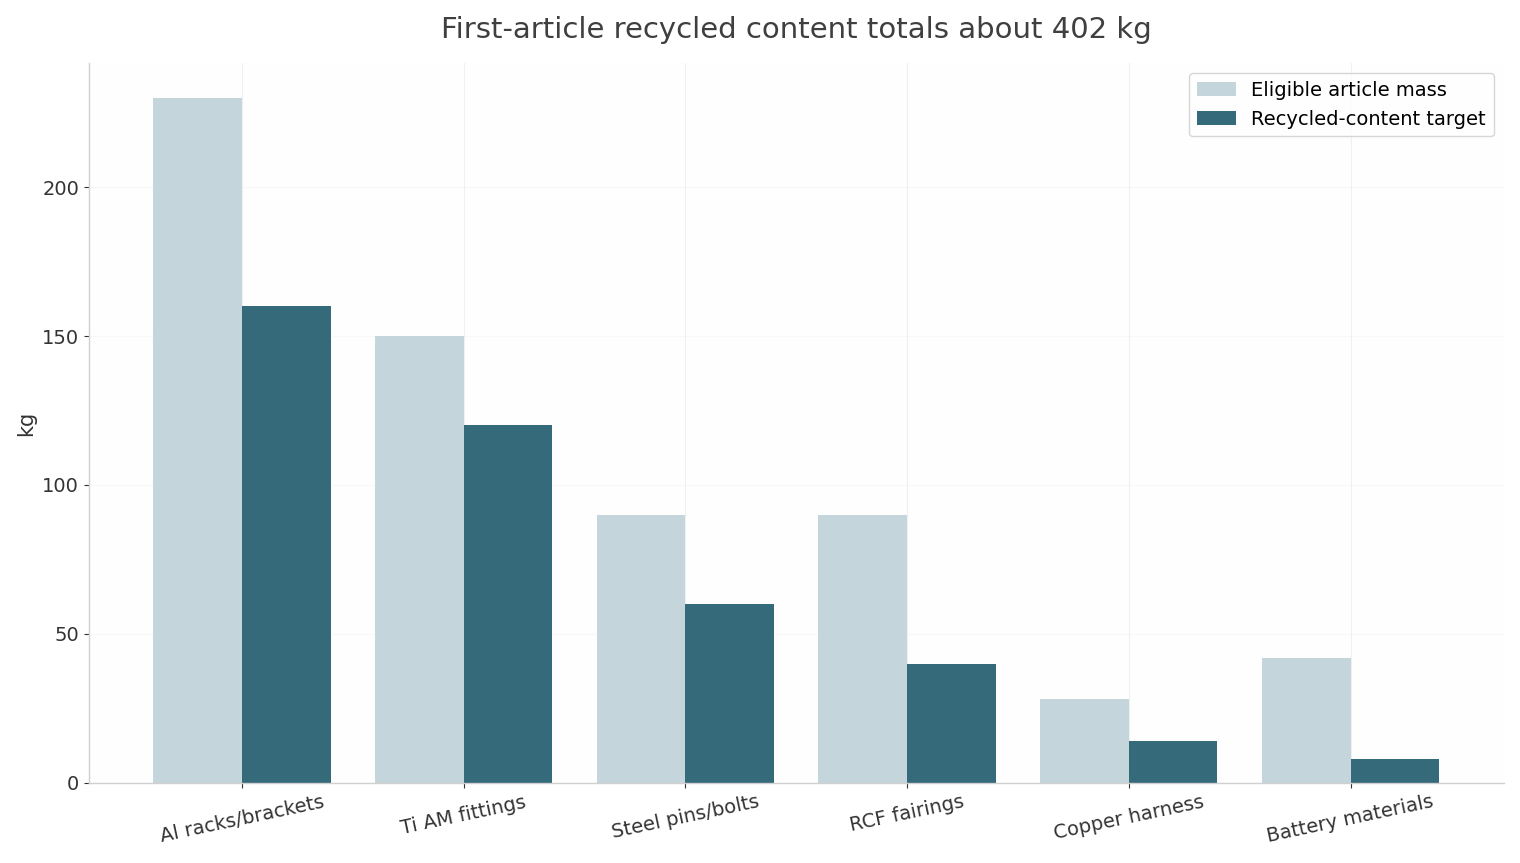 First-article recycled content totals about 402 kg
Eligible article mass
Recycled-content target
kg
200
150
100
50
0
Al racks/brackets
Ti AM fittings
Steel pins/bolts
RCF fairings
Copper harness
Battery materials